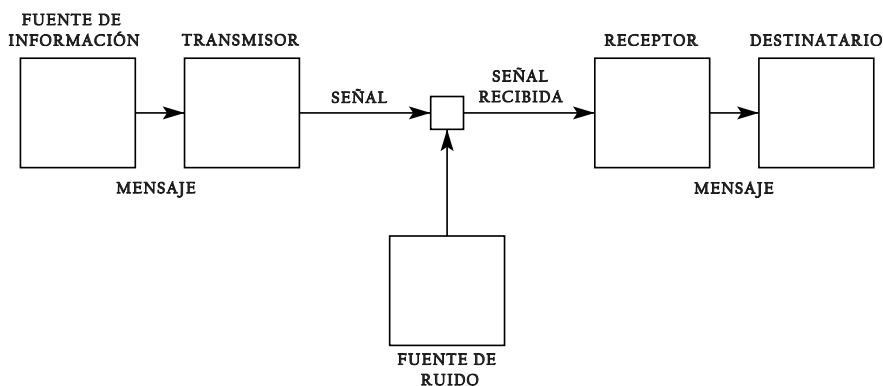 FUENTE DE
INFORMACIÓN
TRANSMISOR
RECEPTOR
DESTINATARIO
SEÑAL
SEÑAL
RECIBIDA
MENSAJE
MENSAJE
FUENTE DE
RUIDO